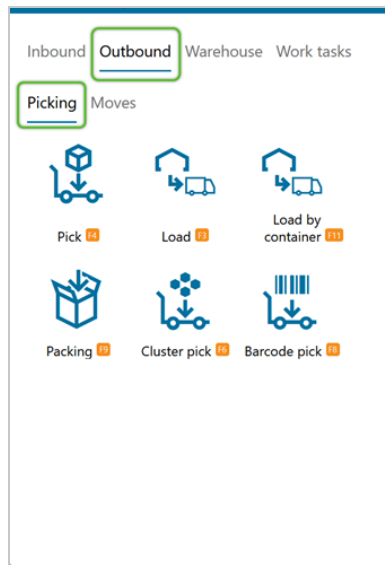 Inbound Outbound Warehouse Work tasks
Picking Moves
Pick F4
Load F3
Load by
container F11
Packing F9
Cluster pick F6
Barcode pick F8